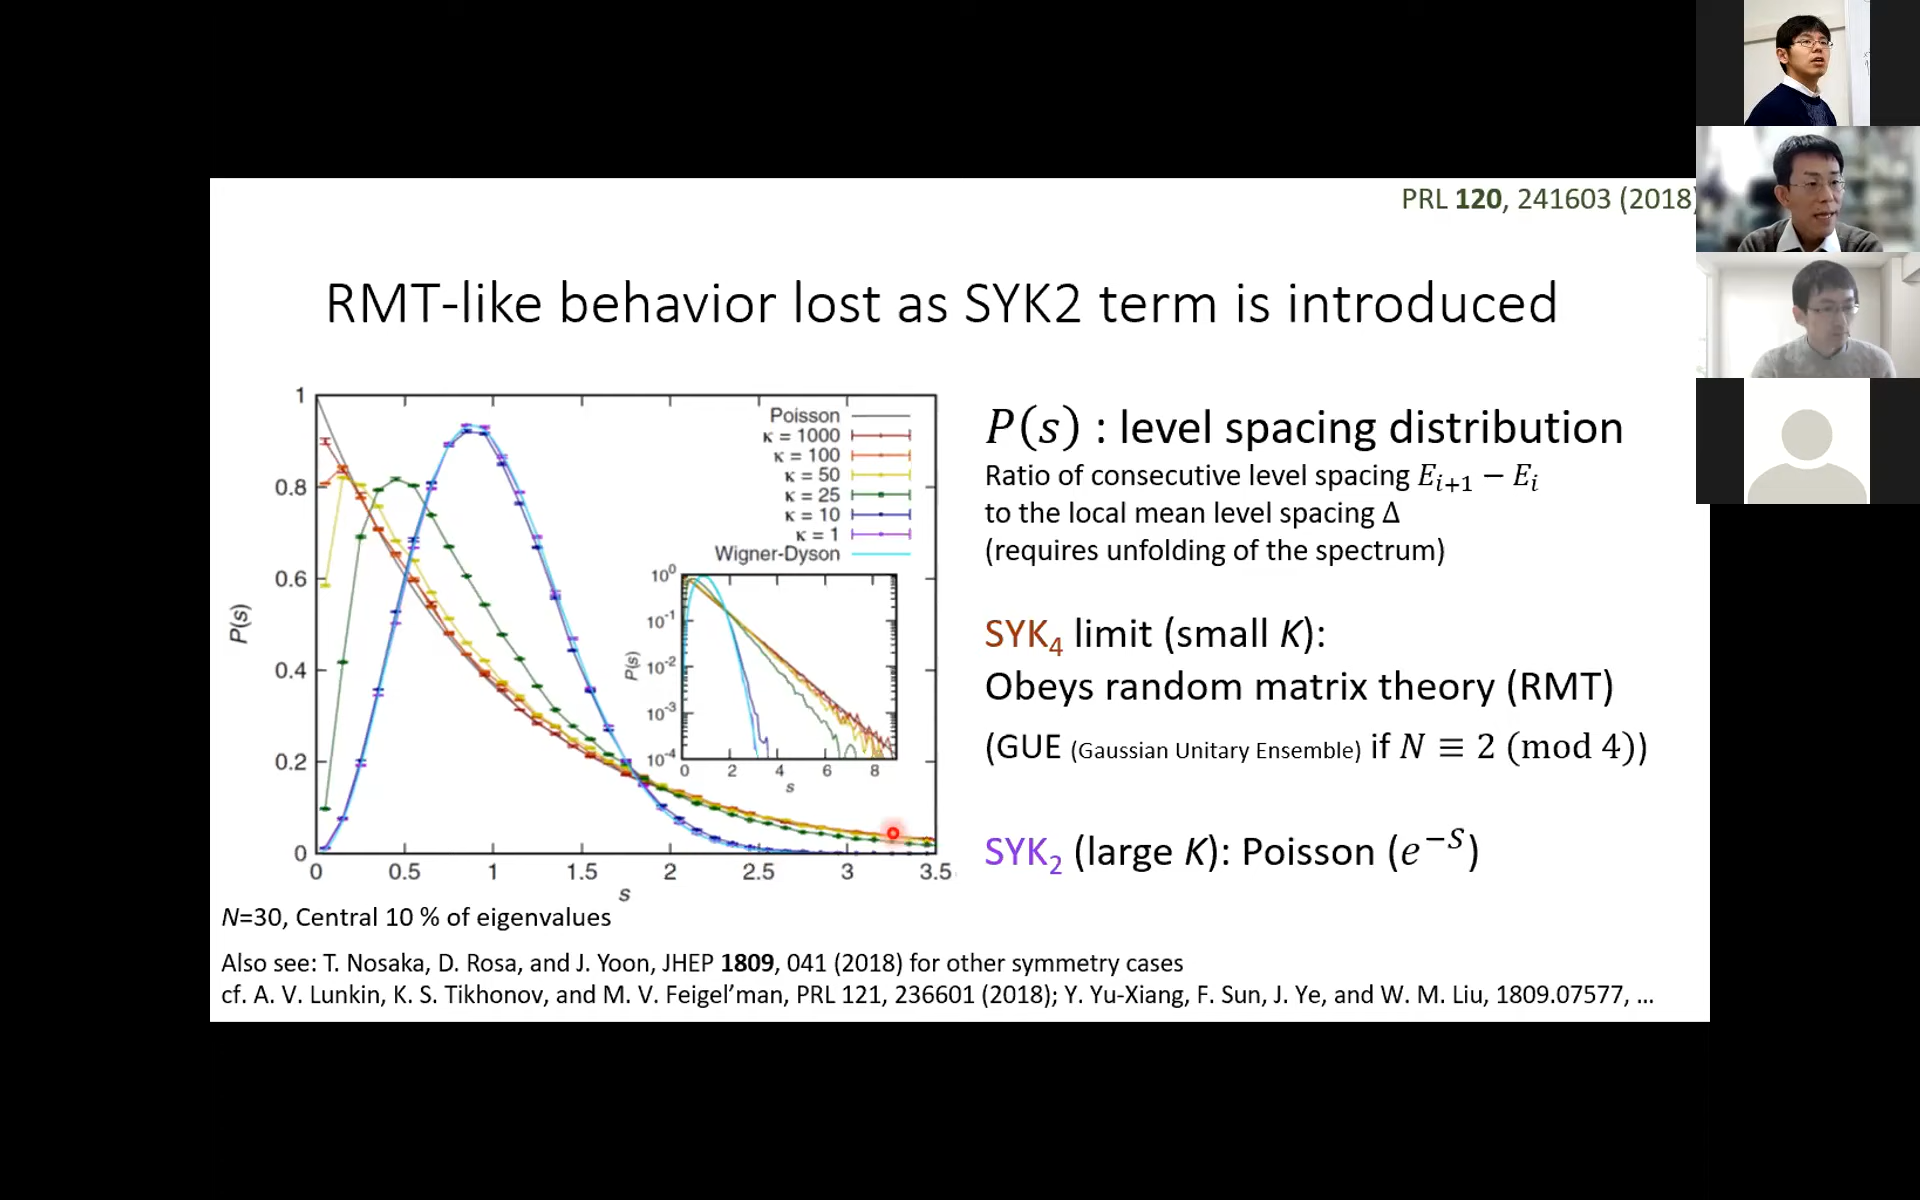 PRL 120, 241603 (2018)
RMT-like behavior lost as SYK2 term is introduced
1
0.8
0.6
0.4
0.2
0
P(s)
0 0.5 1 1.5 2 2.5 3 3.5
s
Poisson
κ = 1000
κ = 100
κ = 50
κ = 25
κ = 10
κ = 1
Wigner-Dyson
10^0
10^-1
10^-2
10^-3
10^-4
P(s)
0 2 4 6 8
s
N=30, Central 10 % of eigenvalues
P(s) : level spacing distribution
Ratio of consecutive level spacing E_{i+1} − E_i
to the local mean level spacing Δ
(requires unfolding of the spectrum)
SYK₄ limit (small K):
Obeys random matrix theory (RMT)
(GUE (Gaussian Unitary Ensemble) if N ≡ 2 (mod 4))
SYK₂ (large K): Poisson (e^{−S})
Also see: T. Nosaka, D. Rosa, and J. Yoon, JHEP 1809, 041 (2018) for other symmetry cases
cf. A. V. Lunkin, K. S. Tikhonov, and M. V. Feigel’man, PRL 121, 236601 (2018); Y. Yu-Xiang, F. Sun, J. Ye, and W. M. Liu, 1809.07577, ...